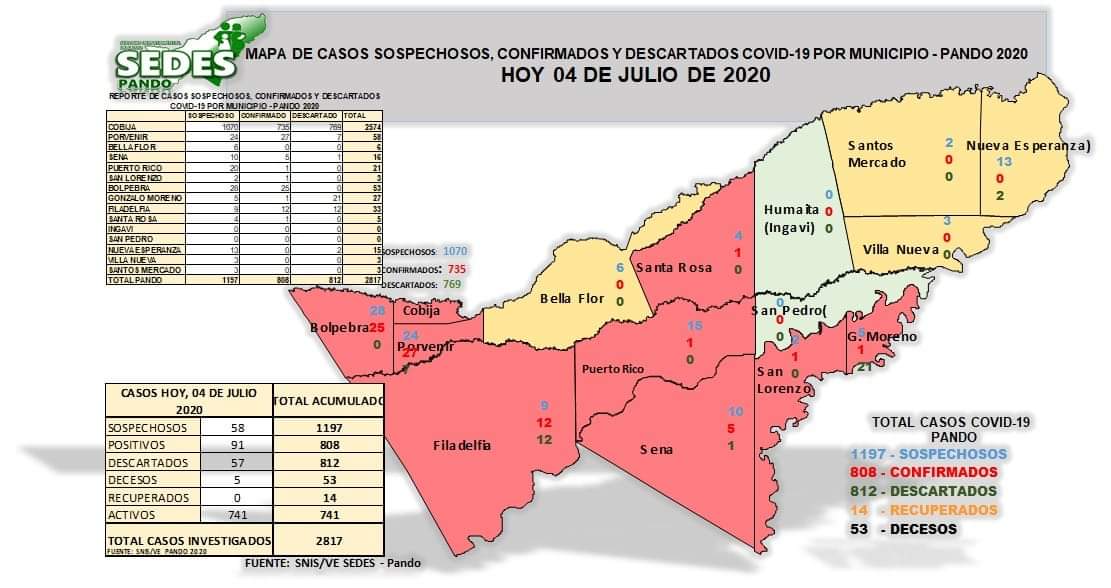 SEDES
PANDO
MAPA DE CASOS SOSPECHOSOS, CONFIRMADOS Y DESCARTADOS COVID-19 POR MUNICIPIO - PANDO 2020
HOY 04 DE JULIO DE 2020
REPORTE DE CASOS SOSPECHOSOS, CONFIRMADOS Y DESCARTADOS
COVID-19 POR MUNICIPIO - PANDO 2020
SOSPECHOSO CONFIRMADO DESCARTADO TOTAL
COBIJA 1070 735 769 2574
PORVENIR 24 27 7 58
BELLA FLOR 6 0 0 6
SENA 10 5 1 16
PUERTO RICO 20 1 0 21
SAN LORENZO 2 1 0 3
BOLPEBRA 28 25 0 53
GONZALO MORENO 5 1 21 27
FILADELFIA 9 12 12 33
SANTA ROSA 4 1 0 5
INGAVI 0 0 0 0
SAN PEDRO 0 0 0 0
NUEVA ESPERANZA 13 0 2 15
VILLA NUEVA 3 0 0 3
SANTOS MERCADO 3 0 0 3
TOTAL PANDO 1197 808 812 2817
SOSPECHOSOS: 1070
CONFIRMADOS: 735
DESCARTADOS: 769
Santos
Mercado
2
0
0
Nueva Esperanza)
13
0
2
Humaita
(Ingavi)
0
0
0
Villa Nueva
3
0
0
Santa Rosa
4
1
0
Bella Flor
6
0
0
San Pedro(
0
0
0
Cobija
Bolpebra
28
25
0
Porvenir
24
27
Puerto Rico
15
1
0
San
Lorenzo
1
0
G. Moreno
5
1
21
Filadelfia
9
12
12
Sena
10
5
1
CASOS HOY, 04 DE JULIO
2020
TOTAL ACUMULADO
SOSPECHOSOS 58 1197
POSITIVOS 91 808
DESCARTADOS 57 812
DECESOS 5 53
RECUPERADOS 0 14
ACTIVOS 741 741
TOTAL CASOS INVESTIGADOS 2817
FUENTE: SNIS/VE PANDO 2020
FUENTE: SNIS/VE SEDES - Pando
TOTAL CASOS COVID-19
PANDO
1197 - SOSPECHOSOS
808 - CONFIRMADOS
812 - DESCARTADOS
14 - RECUPERADOS
53 - DECESOS